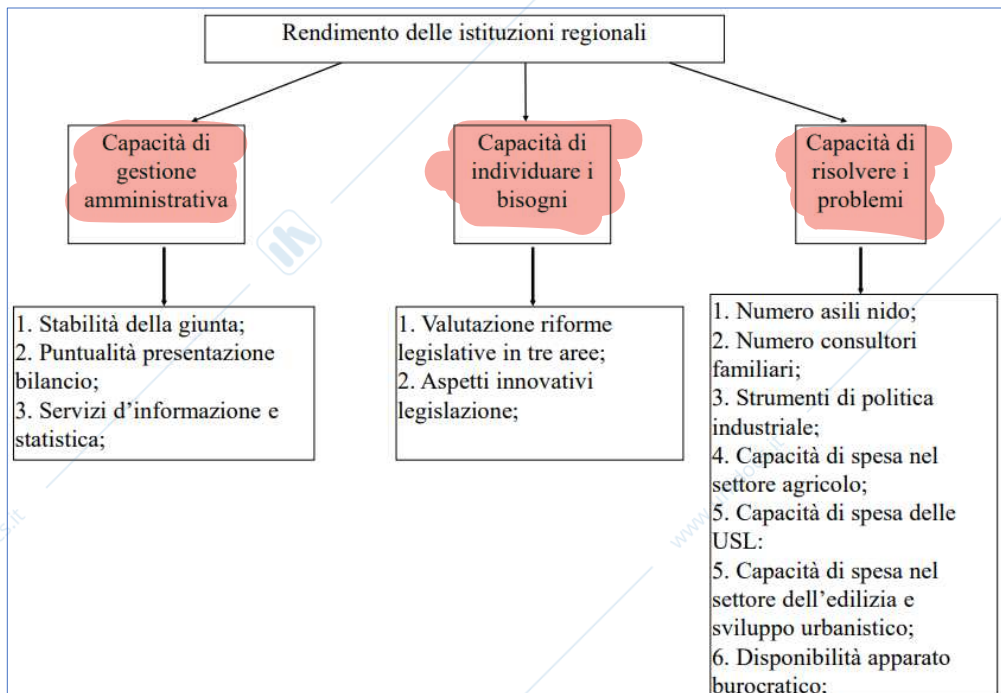 Rendimento delle istituzioni regionali
Capacità di
gestione
amministrativa
Capacità di
individuare i
bisogni
Capacità di
risolvere i
problemi
1. Stabilità della giunta;
2. Puntualità presentazione
bilancio;
3. Servizi d’informazione e
statistica;
1. Valutazione riforme
legislative in tre aree;
2. Aspetti innovativi
legislazione;
1. Numero asili nido;
2. Numero consultori
familiari;
3. Strumenti di politica
industriale;
4. Capacità di spesa nel
settore agricolo;
5. Capacità di spesa delle
USL:
5. Capacità di spesa nel
settore dell’edilizia e
sviluppo urbanistico;
6. Disponibilità apparato
burocratico;